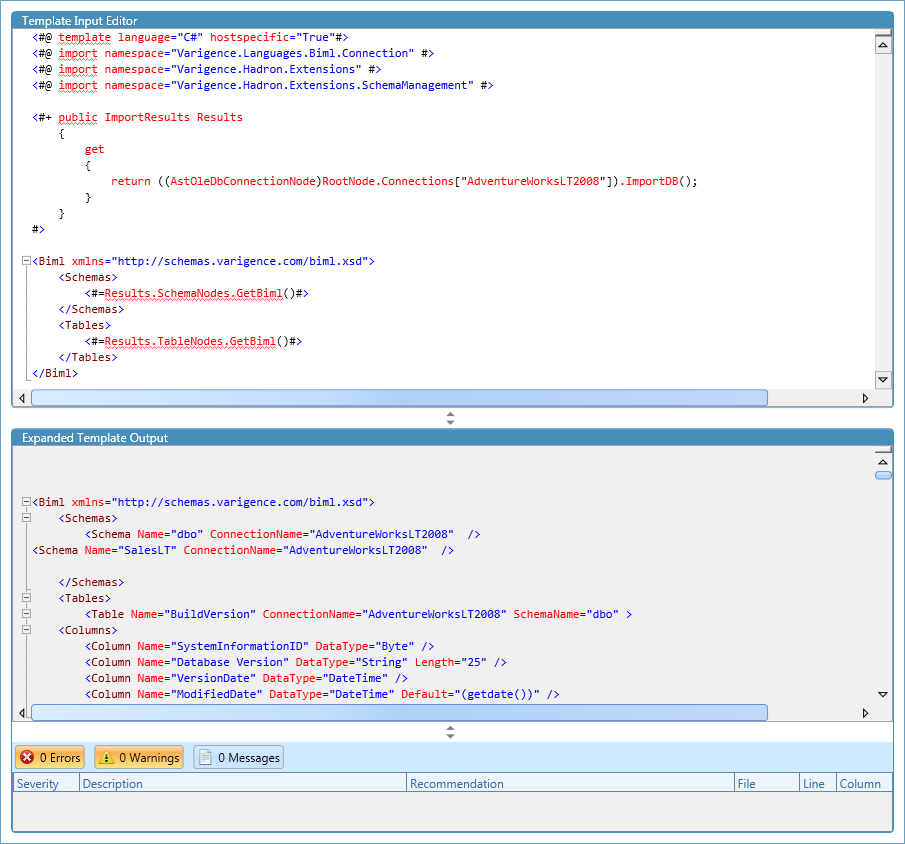 Template Input Editor
<#@ template language="C#" hostspecific="True"#>
<#@ import namespace="Varigence.Languages.Biml.Connection" #>
<#@ import namespace="Varigence.Hadron.Extensions" #>
<#@ import namespace="Varigence.Hadron.Extensions.SchemaManagement" #>
<#+ public ImportResults Results
{
get
{
return ((AstOleDbConnectionNode)RootNode.Connections["AdventureWorksLT2008"]).ImportDB();
}
}
#>
<Biml xmlns="http://schemas.varigence.com/biml.xsd">
<Schemas>
<#=Results.SchemaNodes.GetBiml()#>
</Schemas>
<Tables>
<#=Results.TableNodes.GetBiml()#>
</Tables>
</Biml>
Expanded Template Output
<Biml xmlns="http://schemas.varigence.com/biml.xsd">
<Schemas>
<Schema Name="dbo" ConnectionName="AdventureWorksLT2008"  />
<Schema Name="SalesLT" ConnectionName="AdventureWorksLT2008"  />
</Schemas>
<Tables>
<Table Name="BuildVersion" ConnectionName="AdventureWorksLT2008" SchemaName="dbo" >
<Columns>
<Column Name="SystemInformationID" DataType="Byte" />
<Column Name="Database Version" DataType="String" Length="25" />
<Column Name="VersionDate" DataType="DateTime" />
<Column Name="ModifiedDate" DataType="DateTime" Default="(getdate())" />
0 Errors 0 Warnings 0 Messages
Severity Description Recommendation File Line Column